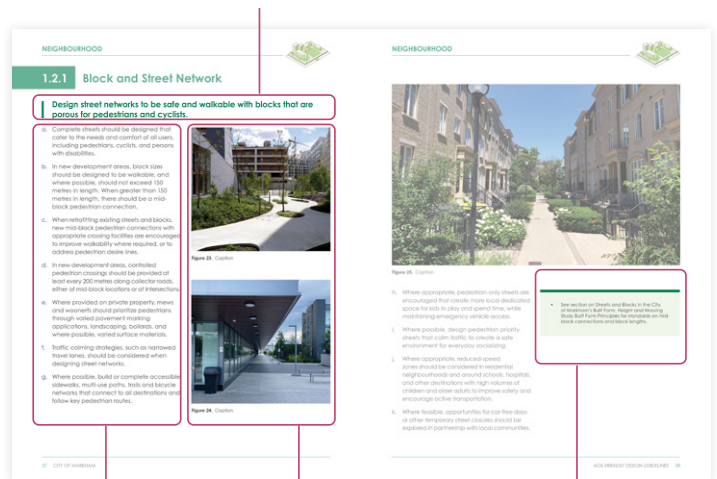 NEIGHBOURHOOD
1.2.1 Block and Street Network
Design street networks to be safe and walkable with blocks that are
porous for pedestrians and cyclists.
a. Complete streets should be designed that
cater to the needs and comfort of all users,
including pedestrians, cyclists, and persons
with disabilities.
b. In new development areas, block sizes
should be designed to be walkable, and
where possible, should not exceed 150
metres in length. When greater than 150
metres in length, there should be a mid-
block pedestrian connection.
c. When retrofitting existing streets and blocks,
new mid-block pedestrian connections with
appropriate crossing facilities are encouraged
to improve walkability where required, or to
address pedestrian desire lines.
d. In new development areas, controlled
pedestrian crossings should be provided at
least every 200 metres along collector roads,
either at mid-block locations or at intersections.
e. Where provided on private property, mews
and woonerfs should prioritize pedestrians
through varied pavement marking
applications, landscaping, bollards, and
where possible, varied surface materials.
f. Traffic calming strategies, such as narrowed
travel lanes, should be considered when
designing street networks.
g. Where possible, build or complete accessible
sidewalks, multi-use paths, trails and bicycle
networks that connect to all destinations and
follow key pedestrian routes.
Figure 23. Caption
Figure 24. Caption
37 CITY OF MARKHAM
NEIGHBOURHOOD
Figure 25. Caption
h. Where appropriate, pedestrian only streets are
encouraged that create more local dedicated
space for kids to play and spend time, while
maintaining emergency vehicle access.
i. Where possible, design pedestrian priority
streets that calm traffic to create a safe
environment for everyday socializing.
j. Where appropriate, reduced-speed
zones should be considered in residential
neighbourhoods and around schools, hospitals,
and other destinations with high volumes of
children and older adults to improve safety and
encourage active transportation.
k. Where feasible, opportunities for car-free days
or other temporary street closures should be
explored in partnership with local communities.
• See section on Streets and Blocks in the City
of Markham's Built Form, Height and Massing
Study Built Form Principles for standards on mid
block connections and block lengths.
AGE-FRIENDLY DESIGN GUIDELINES 38